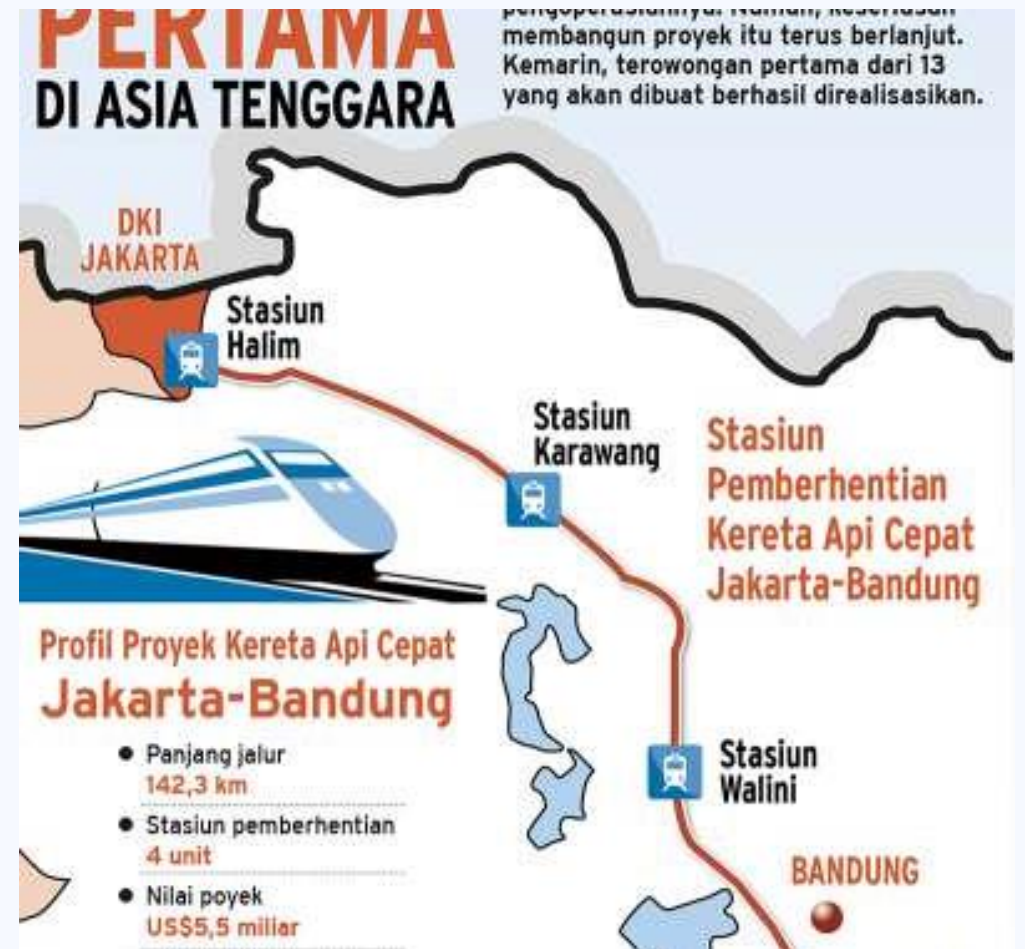 PERTAMA
DI ASIA TENGGARA
membangun proyek itu terus berlanjut.
Kemarin, terowongan pertama dari 13
yang akan dibuat berhasil direalisasikan.
DKI
JAKARTA
Stasiun
Halim
Stasiun
Karawang
Stasiun
Pemberhentian
Kereta Api Cepat
Jakarta-Bandung
Profil Proyek Kereta Api Cepat
Jakarta-Bandung
● Panjang jalur
142,3 km
● Stasiun pemberhentian
4 unit
● Nilai poyek
US$5,5 miliar
Stasiun
Walini
BANDUNG